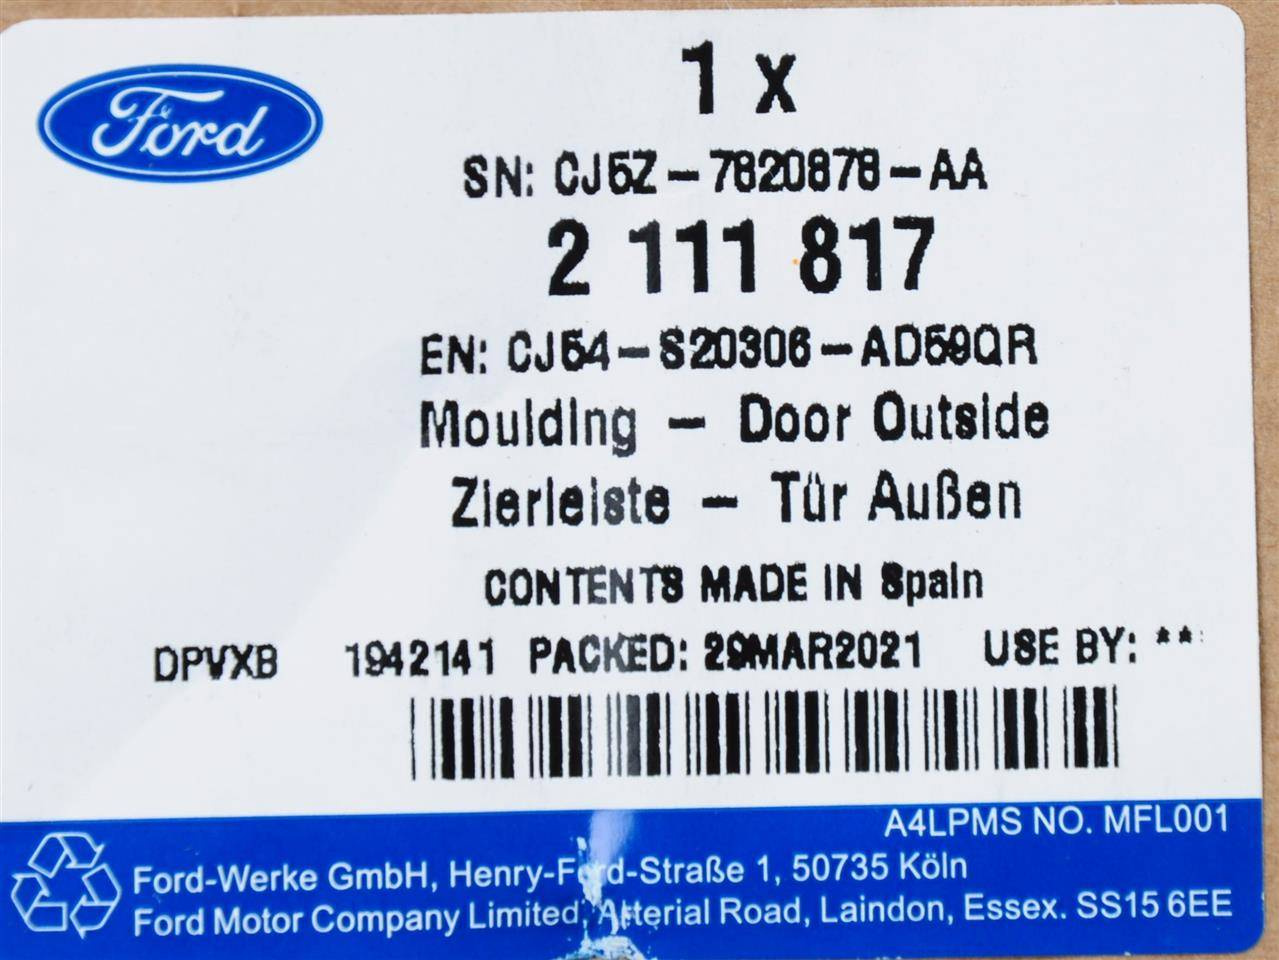 Ford
1 x
SN: CJ5Z-7820878-AA
2 111 817
EN: CJ54-S20306-AD59QR
Moulding - Door Outside
Zierleiste - Tür Außen
CONTENTS MADE IN Spain
DPVXB 1942141 PACKED: 29MAR2021 USE BY: **
A4LPMS NO. MFL001
Ford-Werke GmbH, Henry-Ford-Straße 1, 50735 Köln
Ford Motor Company Limited, Arterial Road, Laindon, Essex. SS15 6EE